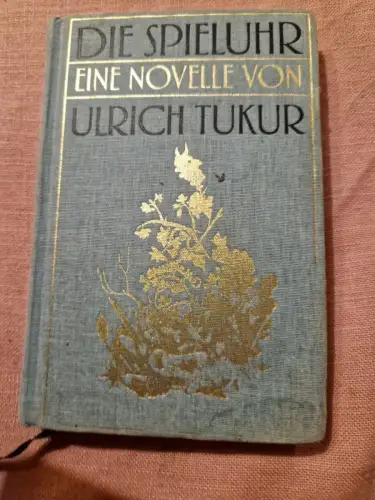 DIE SPIELUHR
EINE NOVELLE VON
ULRICH TUKUR